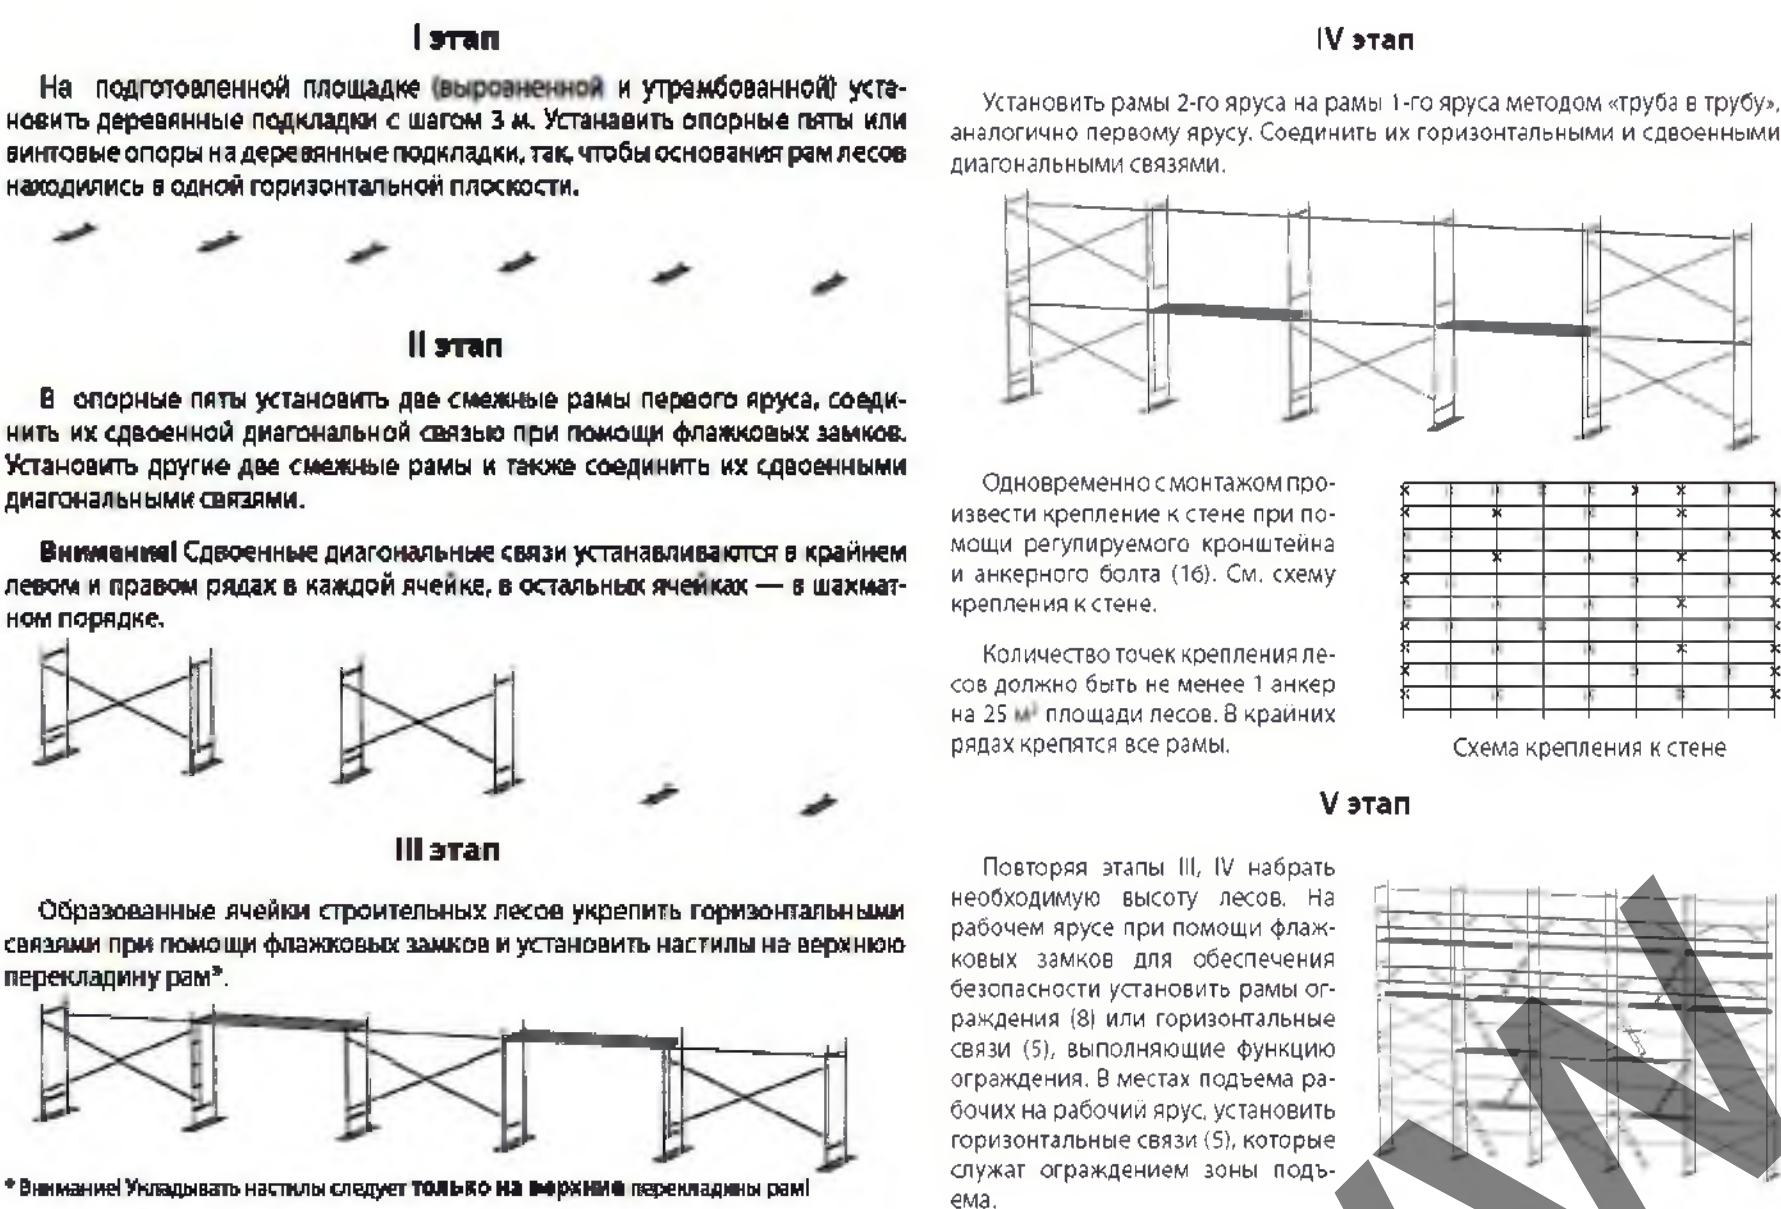 I этап
На подготовленной площадке (выровненной и утрамбованной) уста-
новить деревянные подкладки с шагом 3 м. Устанавить опорные пяты или
винтовые опоры на деревянные подкладки, так, чтобы основания рам лесов
находились в одной горизонтальной плоскости.
II этап
В опорные пяты установить две смежные рамы первого яруса, соеди-
нить их сдвоенной диагональной связью при помощи флажковых замков.
Установить другие две смежные рамы и также соединить их сдвоенными
диагональными связями.
Внимание! Сдвоенные диагональные связи устанавливаются в крайнем
левом и правом рядах в каждой ячейке, в остальных ячейках — в шахмат-
ном порядке.
III этап
Образованные ячейки строительных лесов укрепить горизонтальными
связями при помощи флажковых замков и установить настилы на верхнюю
перекладину рам*.
* Внимание! Укладывать настилы следует только на верхние перекладины рам!
IV этап
Установить рамы 2-го яруса на рамы 1-го яруса методом «труба в трубу»,
аналогично первому ярусу. Соединить их горизонтальными и сдвоенными
диагональными связями.
Одновременно с монтажом про-
извести крепление к стене при по-
мощи регулируемого кронштейна
и анкерного болта (16). См. схему
крепления к стене.
Количество точек крепления ле-
сов должно быть не менее 1 анкер
на 25 м² площади лесов. В крайних
рядах крепятся все рамы.
Схема крепления к стене
V этап
Повторяя этапы III, IV набрать
необходимую высоту лесов. На
рабочем ярусе при помощи флаж-
ковых замков для обеспечения
безопасности установить рамы ог-
раждения (8) или горизонтальные
связи (5), выполняющие функцию
ограждения. В местах подъема ра-
бочих на рабочий ярус, установить
горизонтальные связи (5), которые
служат ограждением зоны подъ-
ема.